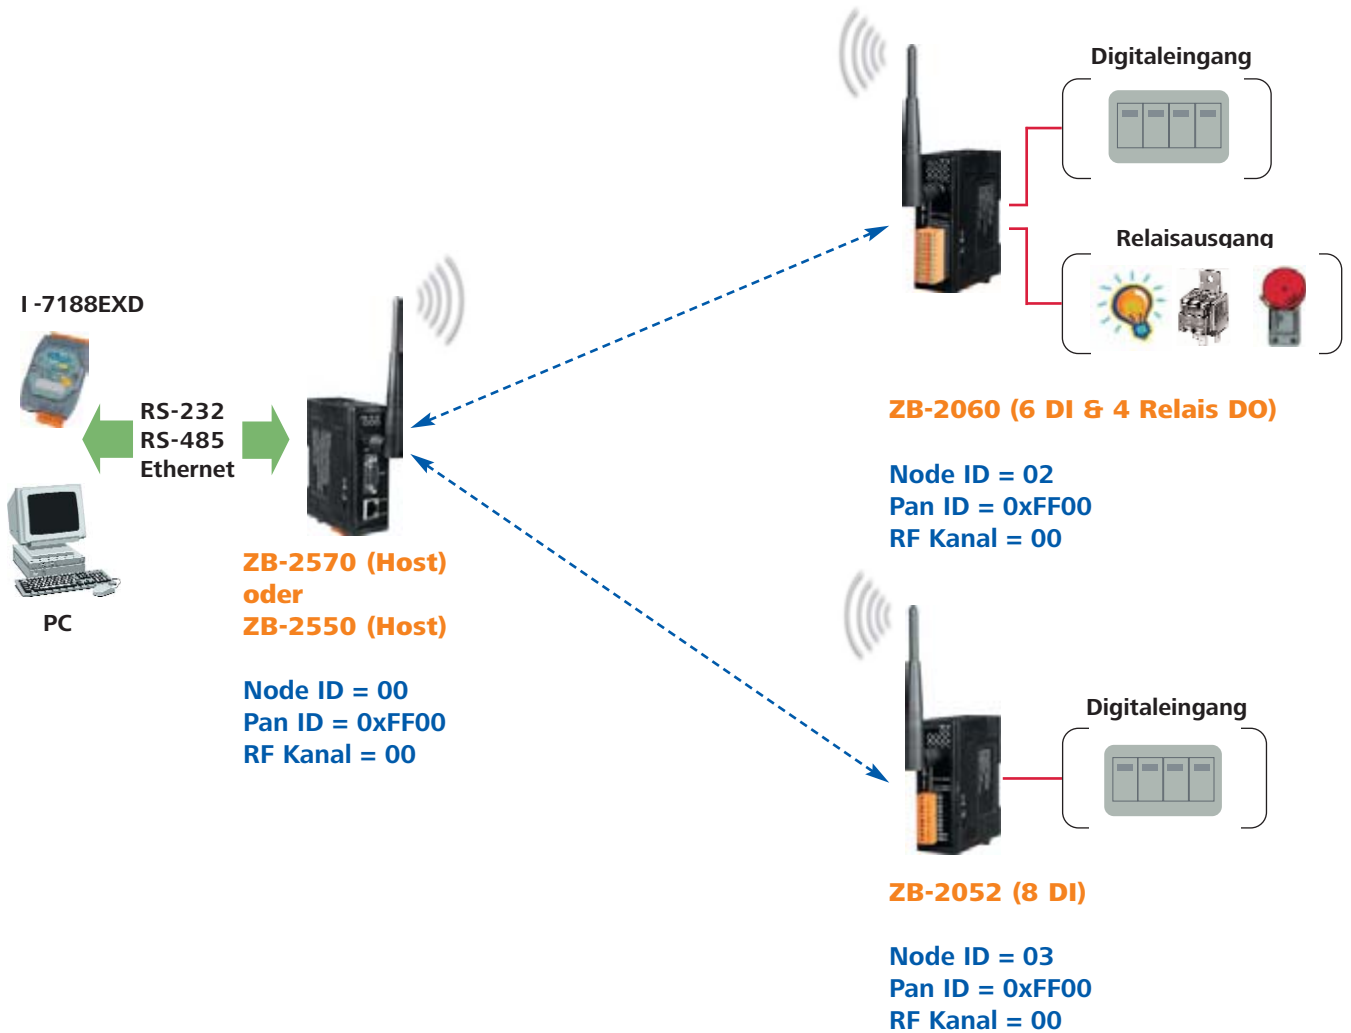 I -7188EXD
RS-232
RS-485
Ethernet
PC
ZB-2570 (Host)
oder
ZB-2550 (Host)
Node ID = 00
Pan ID = 0xFF00
RF Kanal = 00
Digitaleingang
Relaisausgang
ZB-2060 (6 DI & 4 Relais DO)
Node ID = 02
Pan ID = 0xFF00
RF Kanal = 00
Digitaleingang
ZB-2052 (8 DI)
Node ID = 03
Pan ID = 0xFF00
RF Kanal = 00